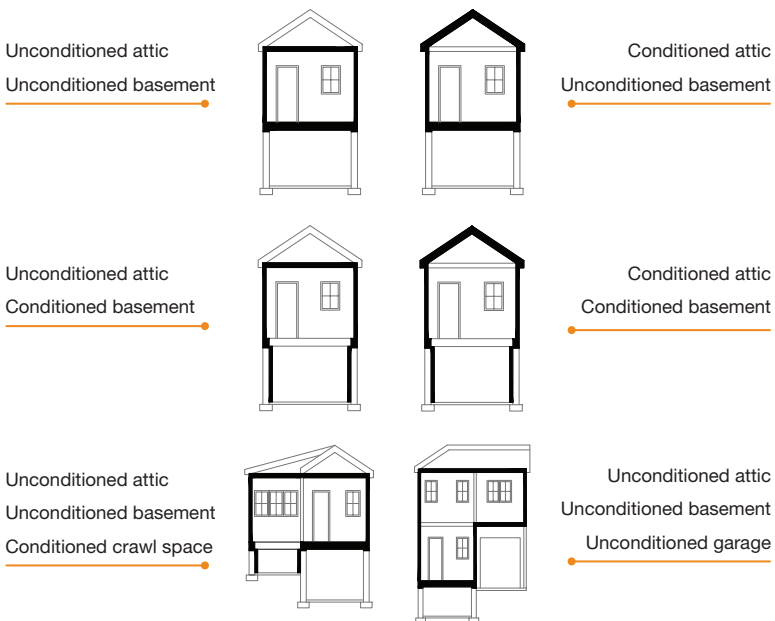 Unconditioned attic
Unconditioned basement
Conditioned attic
Unconditioned basement
Unconditioned attic
Conditioned basement
Conditioned attic
Conditioned basement
Unconditioned attic
Unconditioned basement
Conditioned crawl space
Unconditioned attic
Unconditioned basement
Unconditioned garage